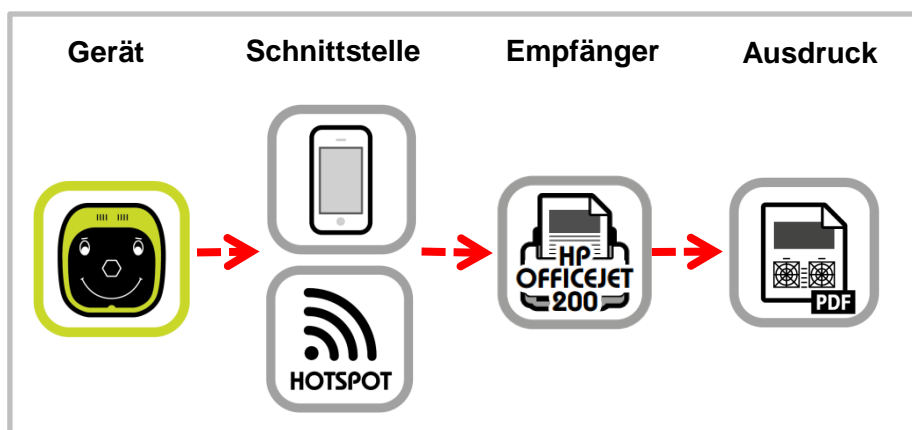 Gerät
Schnittstelle
Empfänger
Ausdruck
HOTSPOT
HP
OFFICEJET
200
PDF